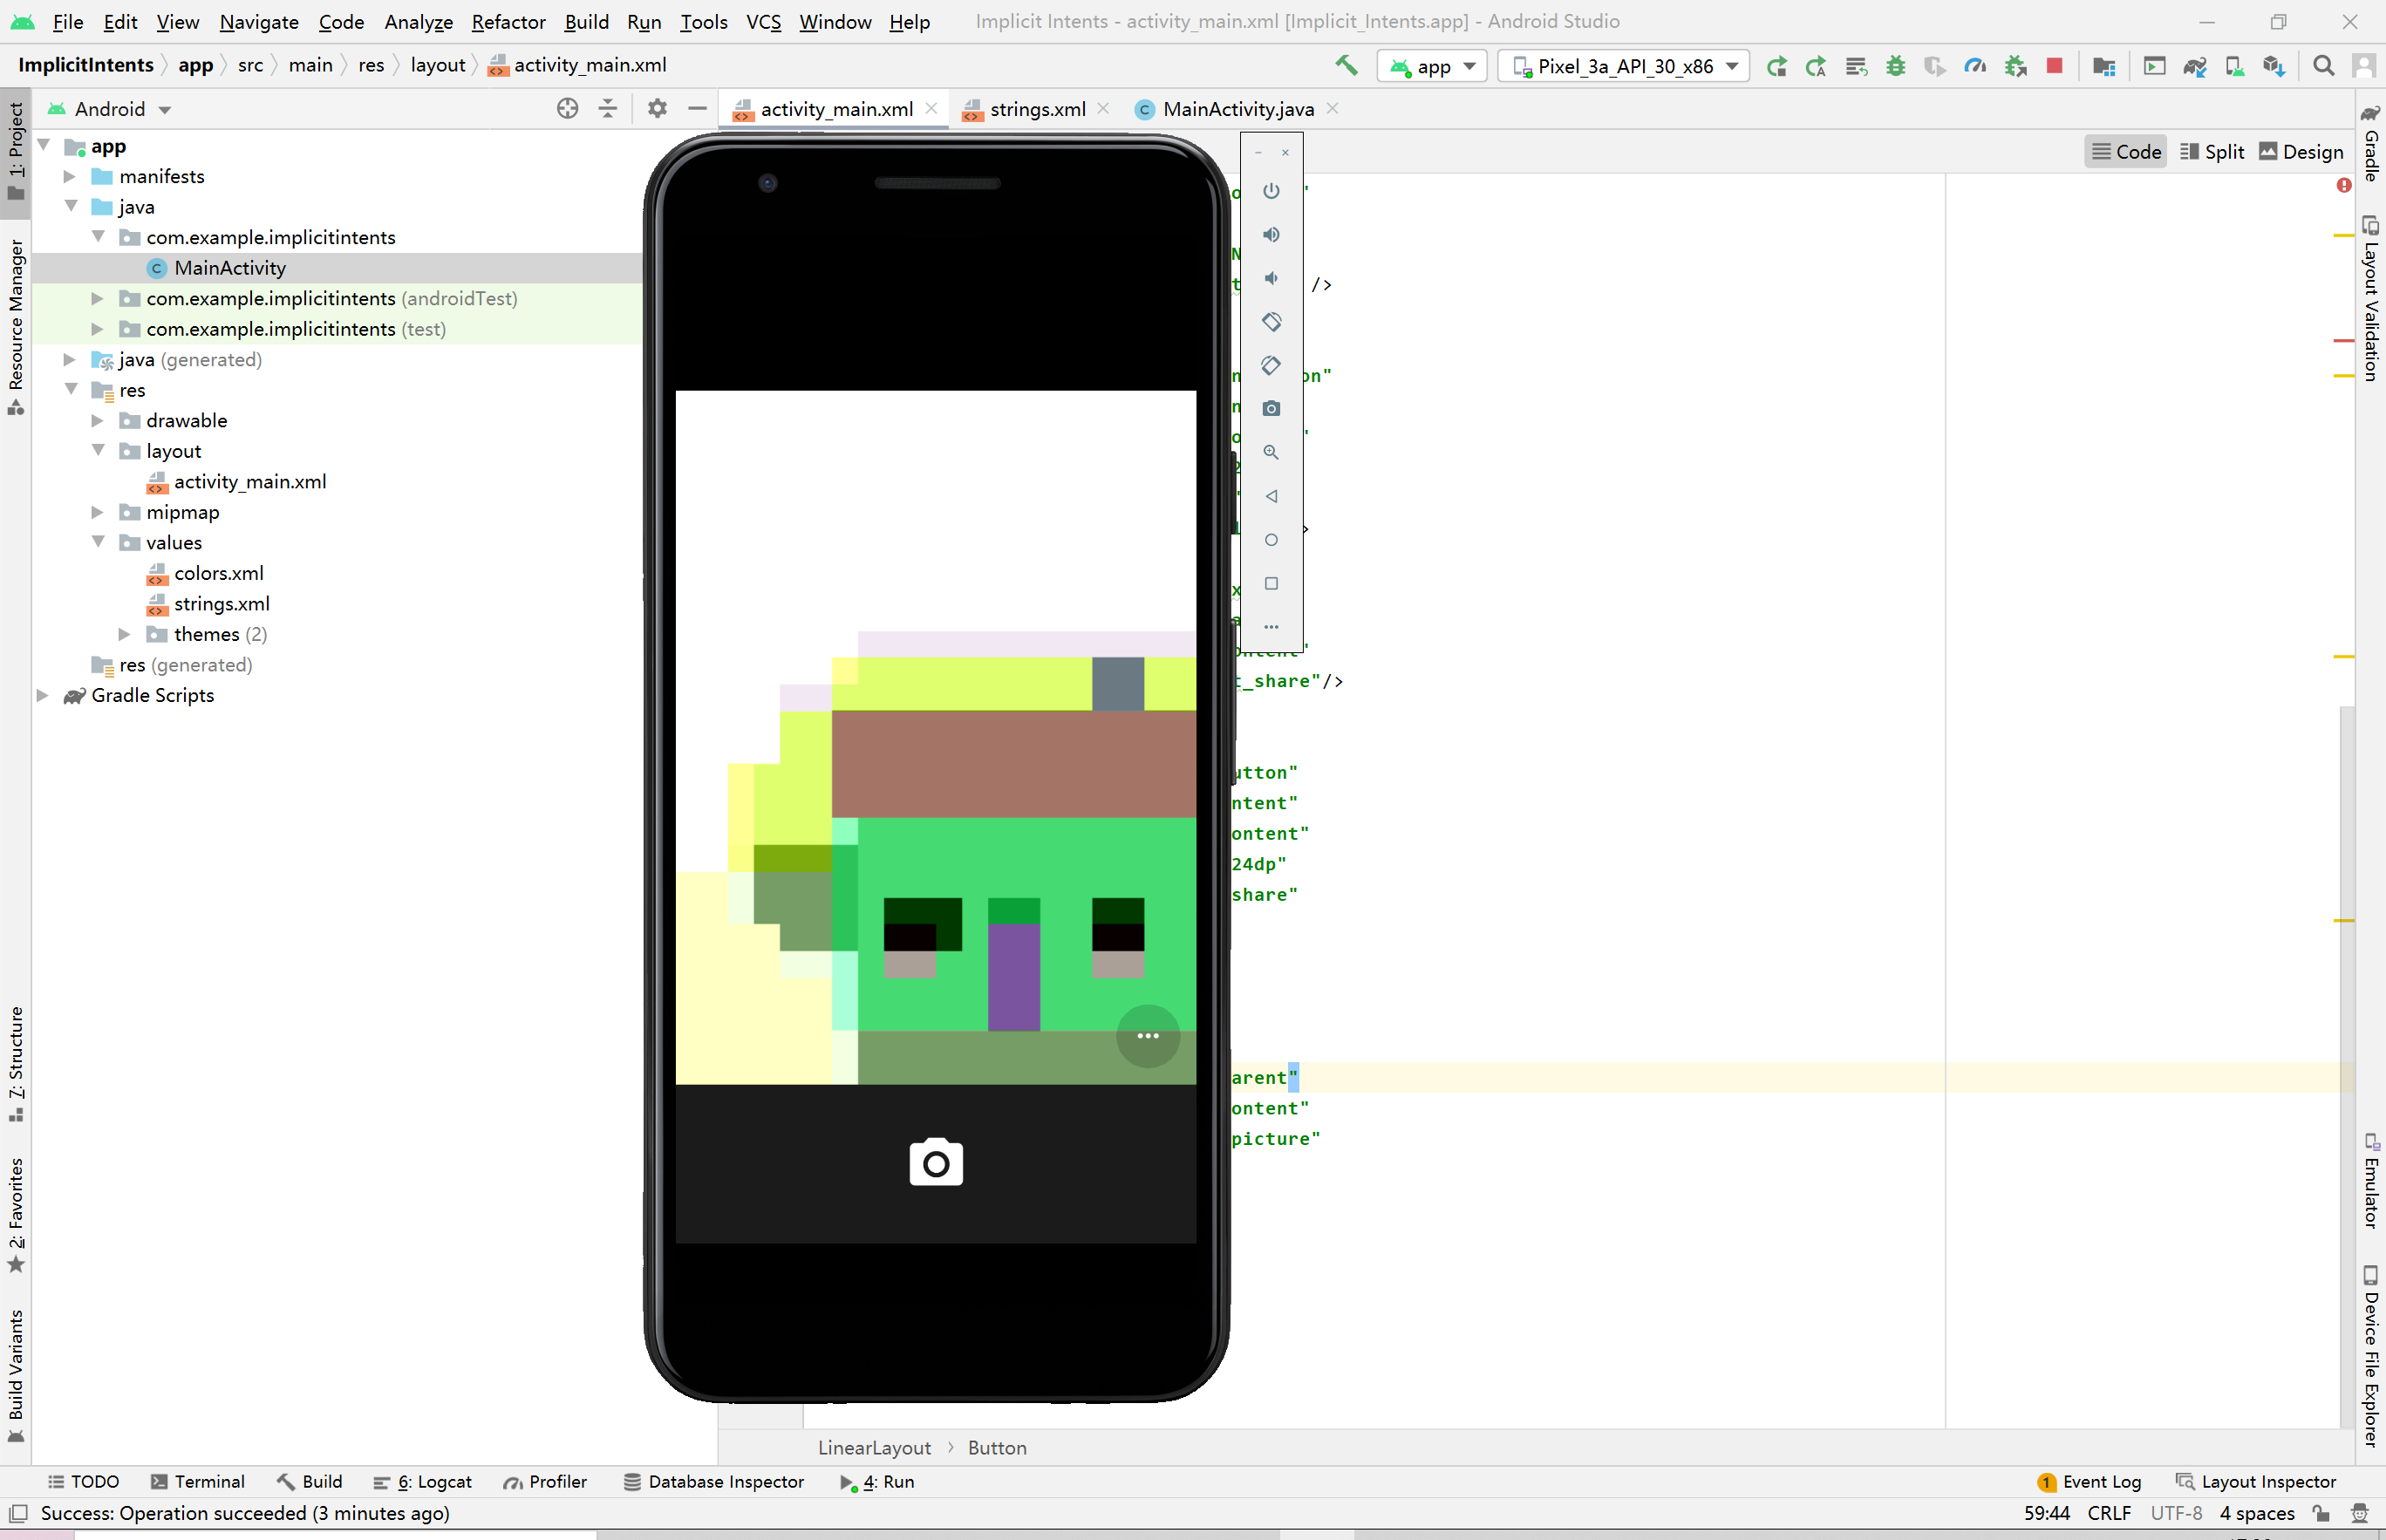 File Edit View Navigate Code Analyze Refactor Build Run Tools VCS Window Help Implicit Intents - activity_main.xml [Implicit_Intents.app] - Android Studio
ImplicitIntents app src main res layout activity_main.xml app Pixel_3a_API_30_x86
Android activity_main.xml strings.xml MainActivity.java
Code Split Design
1: Project
Resource Manager
7: Structure
2: Favorites
Build Variants
app
manifests
java
com.example.implicitintents
MainActivity
com.example.implicitintents (androidTest)
com.example.implicitintents (test)
java (generated)
res
drawable
layout
activity_main.xml
mipmap
values
colors.xml
strings.xml
themes (2)
res (generated)
Gradle Scripts
/>
on"
ontent"
t_share"/>
utton"
ntent"
ontent"
24dp"
share"
arent"
ontent"
picture"
Gradle
Layout Validation
Emulator
Device File Explorer
LinearLayout Button
TODO Terminal Build 6: Logcat Profiler Database Inspector 4: Run 1 Event Log Layout Inspector
Success: Operation succeeded (3 minutes ago) 59:44 CRLF UTF-8 4 spaces